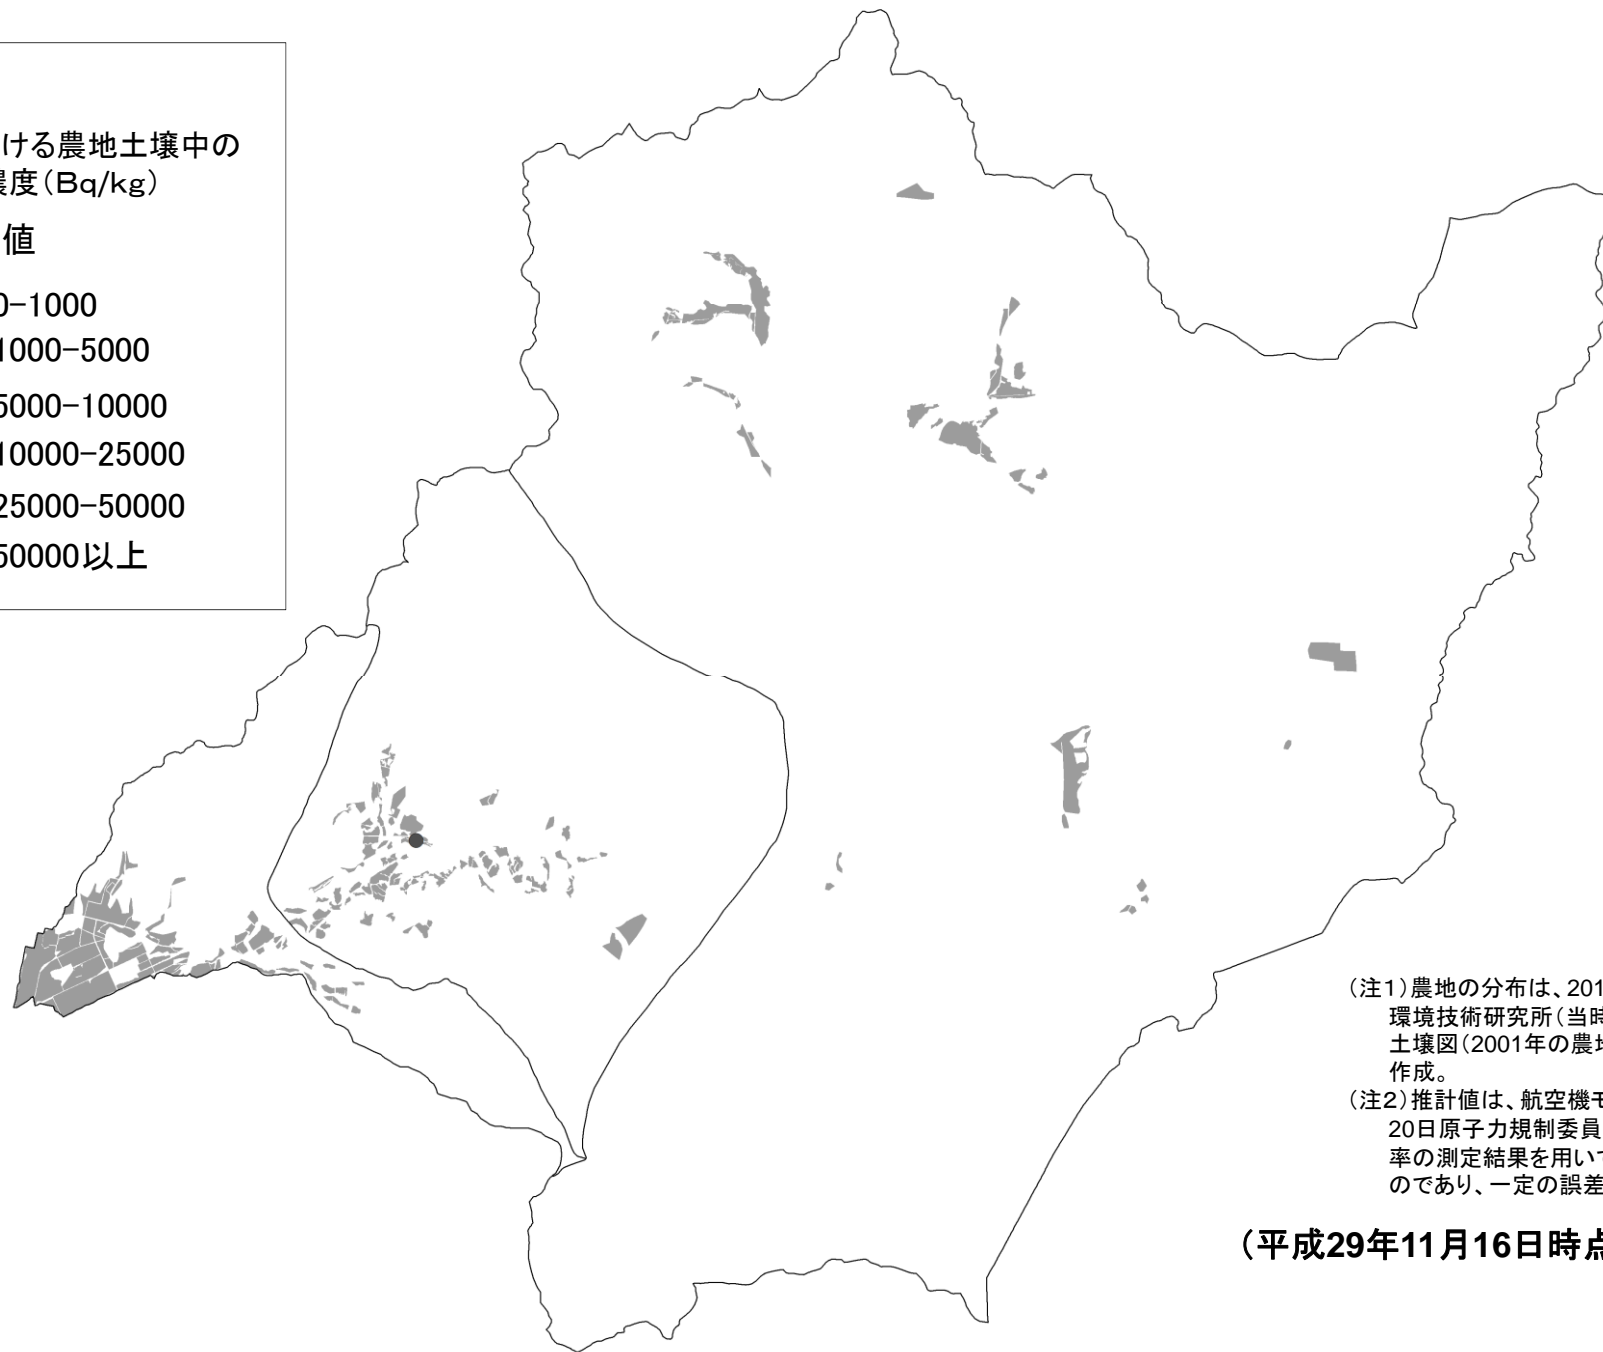 ける農地土壌中の
濃度（Bq/kg）
値
0-1000
1000-5000
5000-10000
10000-25000
25000-50000
50000以上
（注1）農地の分布は、201
環境技術研究所（当時
土壌図（2001年の農地
作成。
（注2）推計値は、航空機モ
20日原子力規制委員
率の測定結果を用いて
のであり、一定の誤差
（平成29年11月16日時点